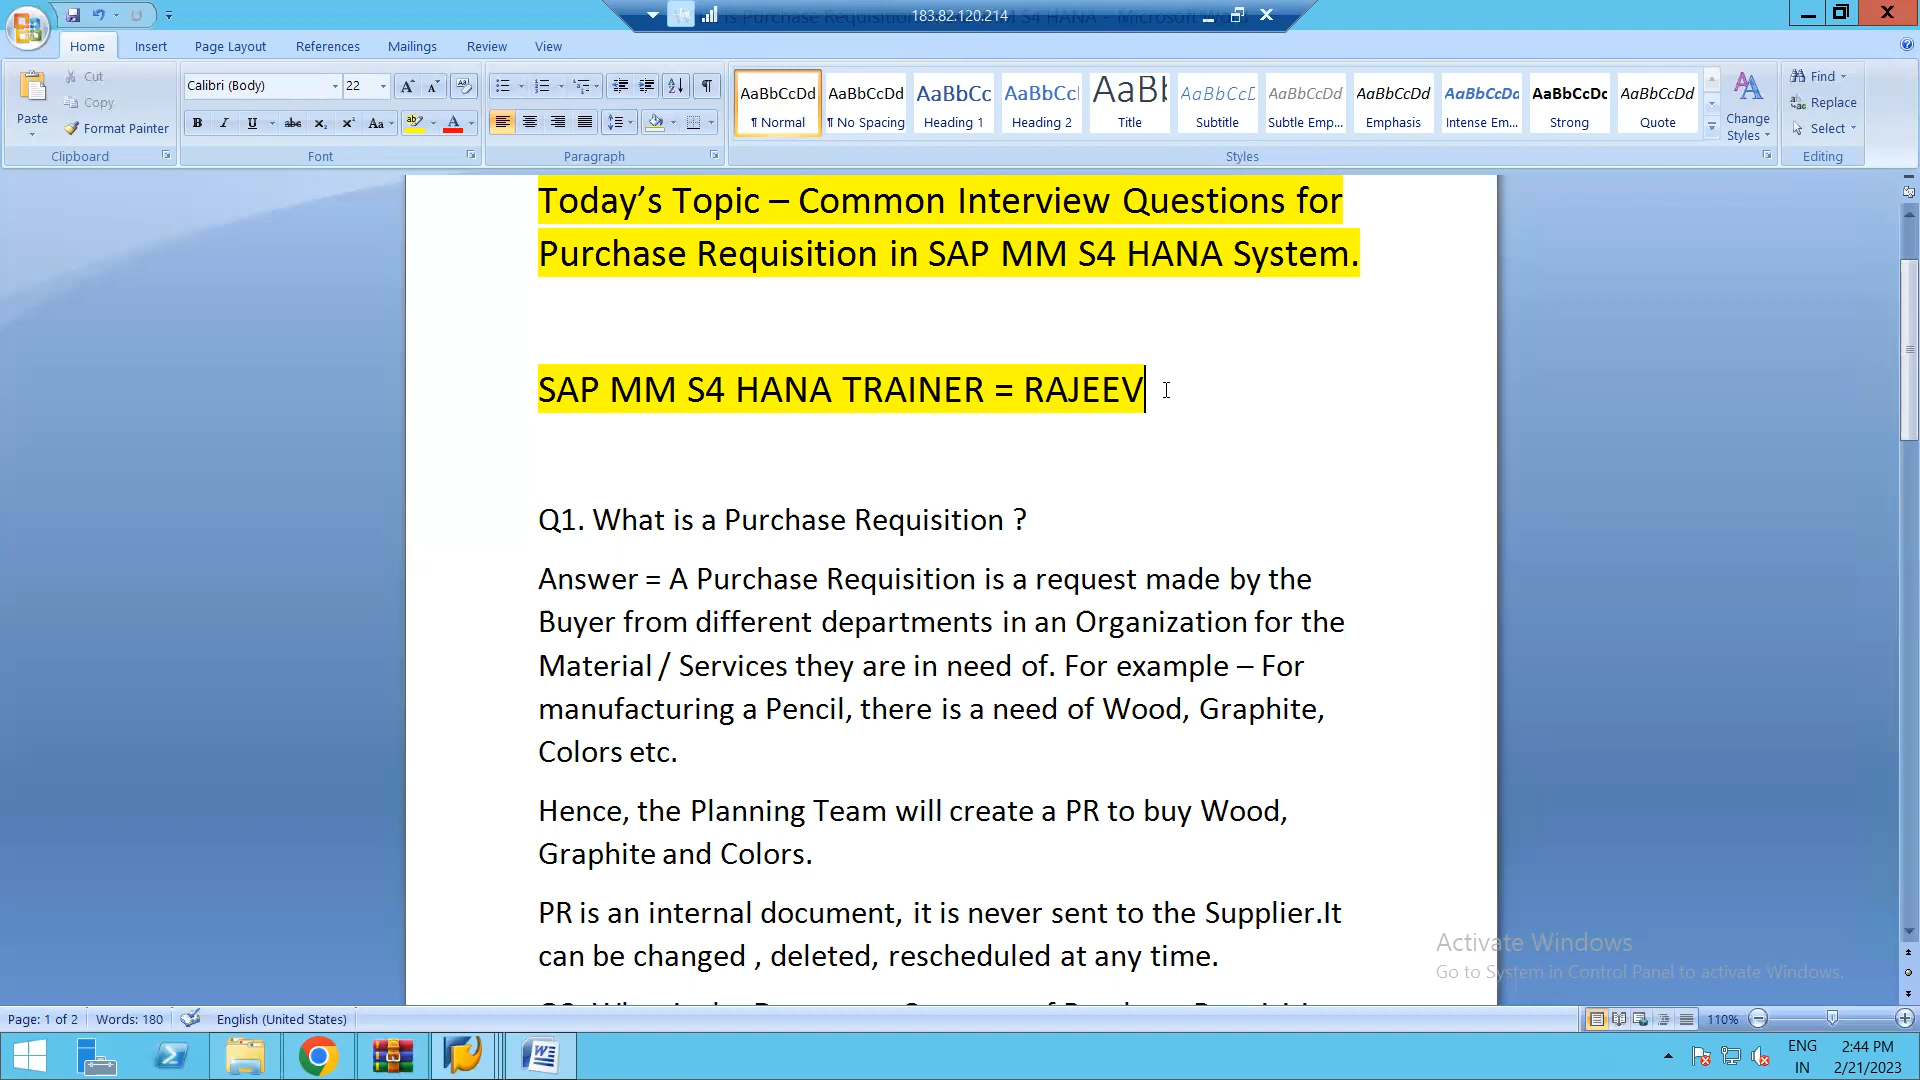 183.82.120.214
Home Insert Page Layout References Mailings Review View
Paste
Cut
Copy
Format Painter
Clipboard
Calibri (Body) 22
Font
Paragraph
AaBbCcDd AaBbCcDd AaBbCc AaBbCc AaB AaBbCcD AaBbCcDd AaBbCcDd AaBbCcDd AaBbCcDc AaBbCcDd
¶ Normal ¶ No Spacing Heading 1 Heading 2 Title Subtitle Subtle Emp... Emphasis Intense Em... Strong Quote
Change Styles
Styles
Find
Replace
Select
Editing
Today’s Topic – Common Interview Questions for
Purchase Requisition in SAP MM S4 HANA System.
SAP MM S4 HANA TRAINER = RAJEEV
Q1. What is a Purchase Requisition ?
Answer = A Purchase Requisition is a request made by the
Buyer from different departments in an Organization for the
Material / Services they are in need of. For example – For
manufacturing a Pencil, there is a need of Wood, Graphite,
Colors etc.
Hence, the Planning Team will create a PR to buy Wood,
Graphite and Colors.
PR is an internal document, it is never sent to the Supplier.It
can be changed , deleted, rescheduled at any time.
Activate Windows
Go to System in Control Panel to activate Windows.
Page: 1 of 2 Words: 180 English (United States) 110%
ENG 2:44 PM
IN 2/21/2023